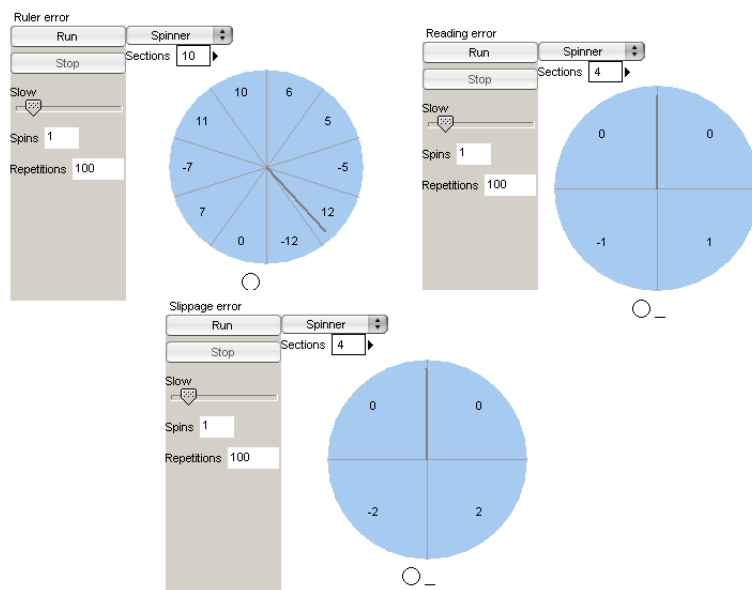 Ruler error
Run Spinner
Sections 10
Stop
Slow
Spins 1
Repetitions 100
10 6
11 5
-7 -5
7 12
0 -12
Reading error
Run Spinner
Sections 4
Stop
Slow
Spins 1
Repetitions 100
0 0
-1 1
Slippage error
Run Spinner
Sections 4
Stop
Slow
Spins 1
Repetitions 100
0 0
-2 2